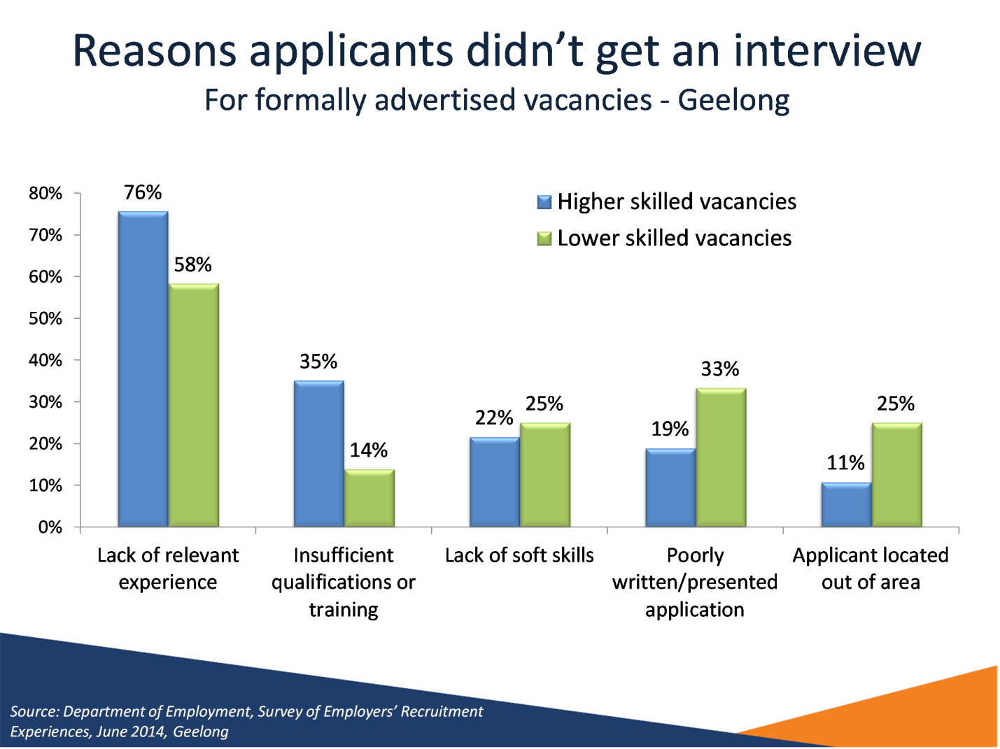 Reasons applicants didn’t get an interview
For formally advertised vacancies - Geelong
80%
70%
60%
50%
40%
30%
20%
10%
0%
76%
58%
35%
14%
22%
25%
19%
33%
11%
25%
Higher skilled vacancies
Lower skilled vacancies
Lack of relevant
experience
Insufficient
qualifications or
training
Lack of soft skills
Poorly
written/presented
application
Applicant located
out of area
Source: Department of Employment, Survey of Employers’ Recruitment
Experiences, June 2014, Geelong